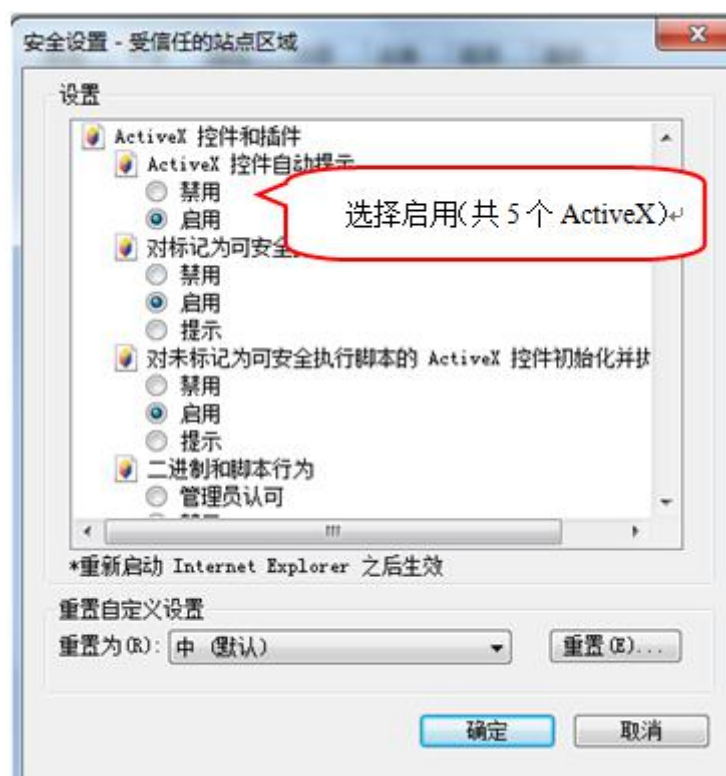 安全设置 - 受信任的站点区域
设置
ActiveX 控件和插件
ActiveX 控件自动提示
禁用
启用
选择启用(共 5 个 ActiveX)↵
对标记为可安全
禁用
启用
提示
对未标记为可安全执行脚本的 ActiveX 控件初始化并执
禁用
启用
提示
二进制和脚本行为
管理员认可
*重新启动 Internet Explorer 之后生效
重置自定义设置
重置为(R): 中 (默认) 重置(E)...
确定 取消